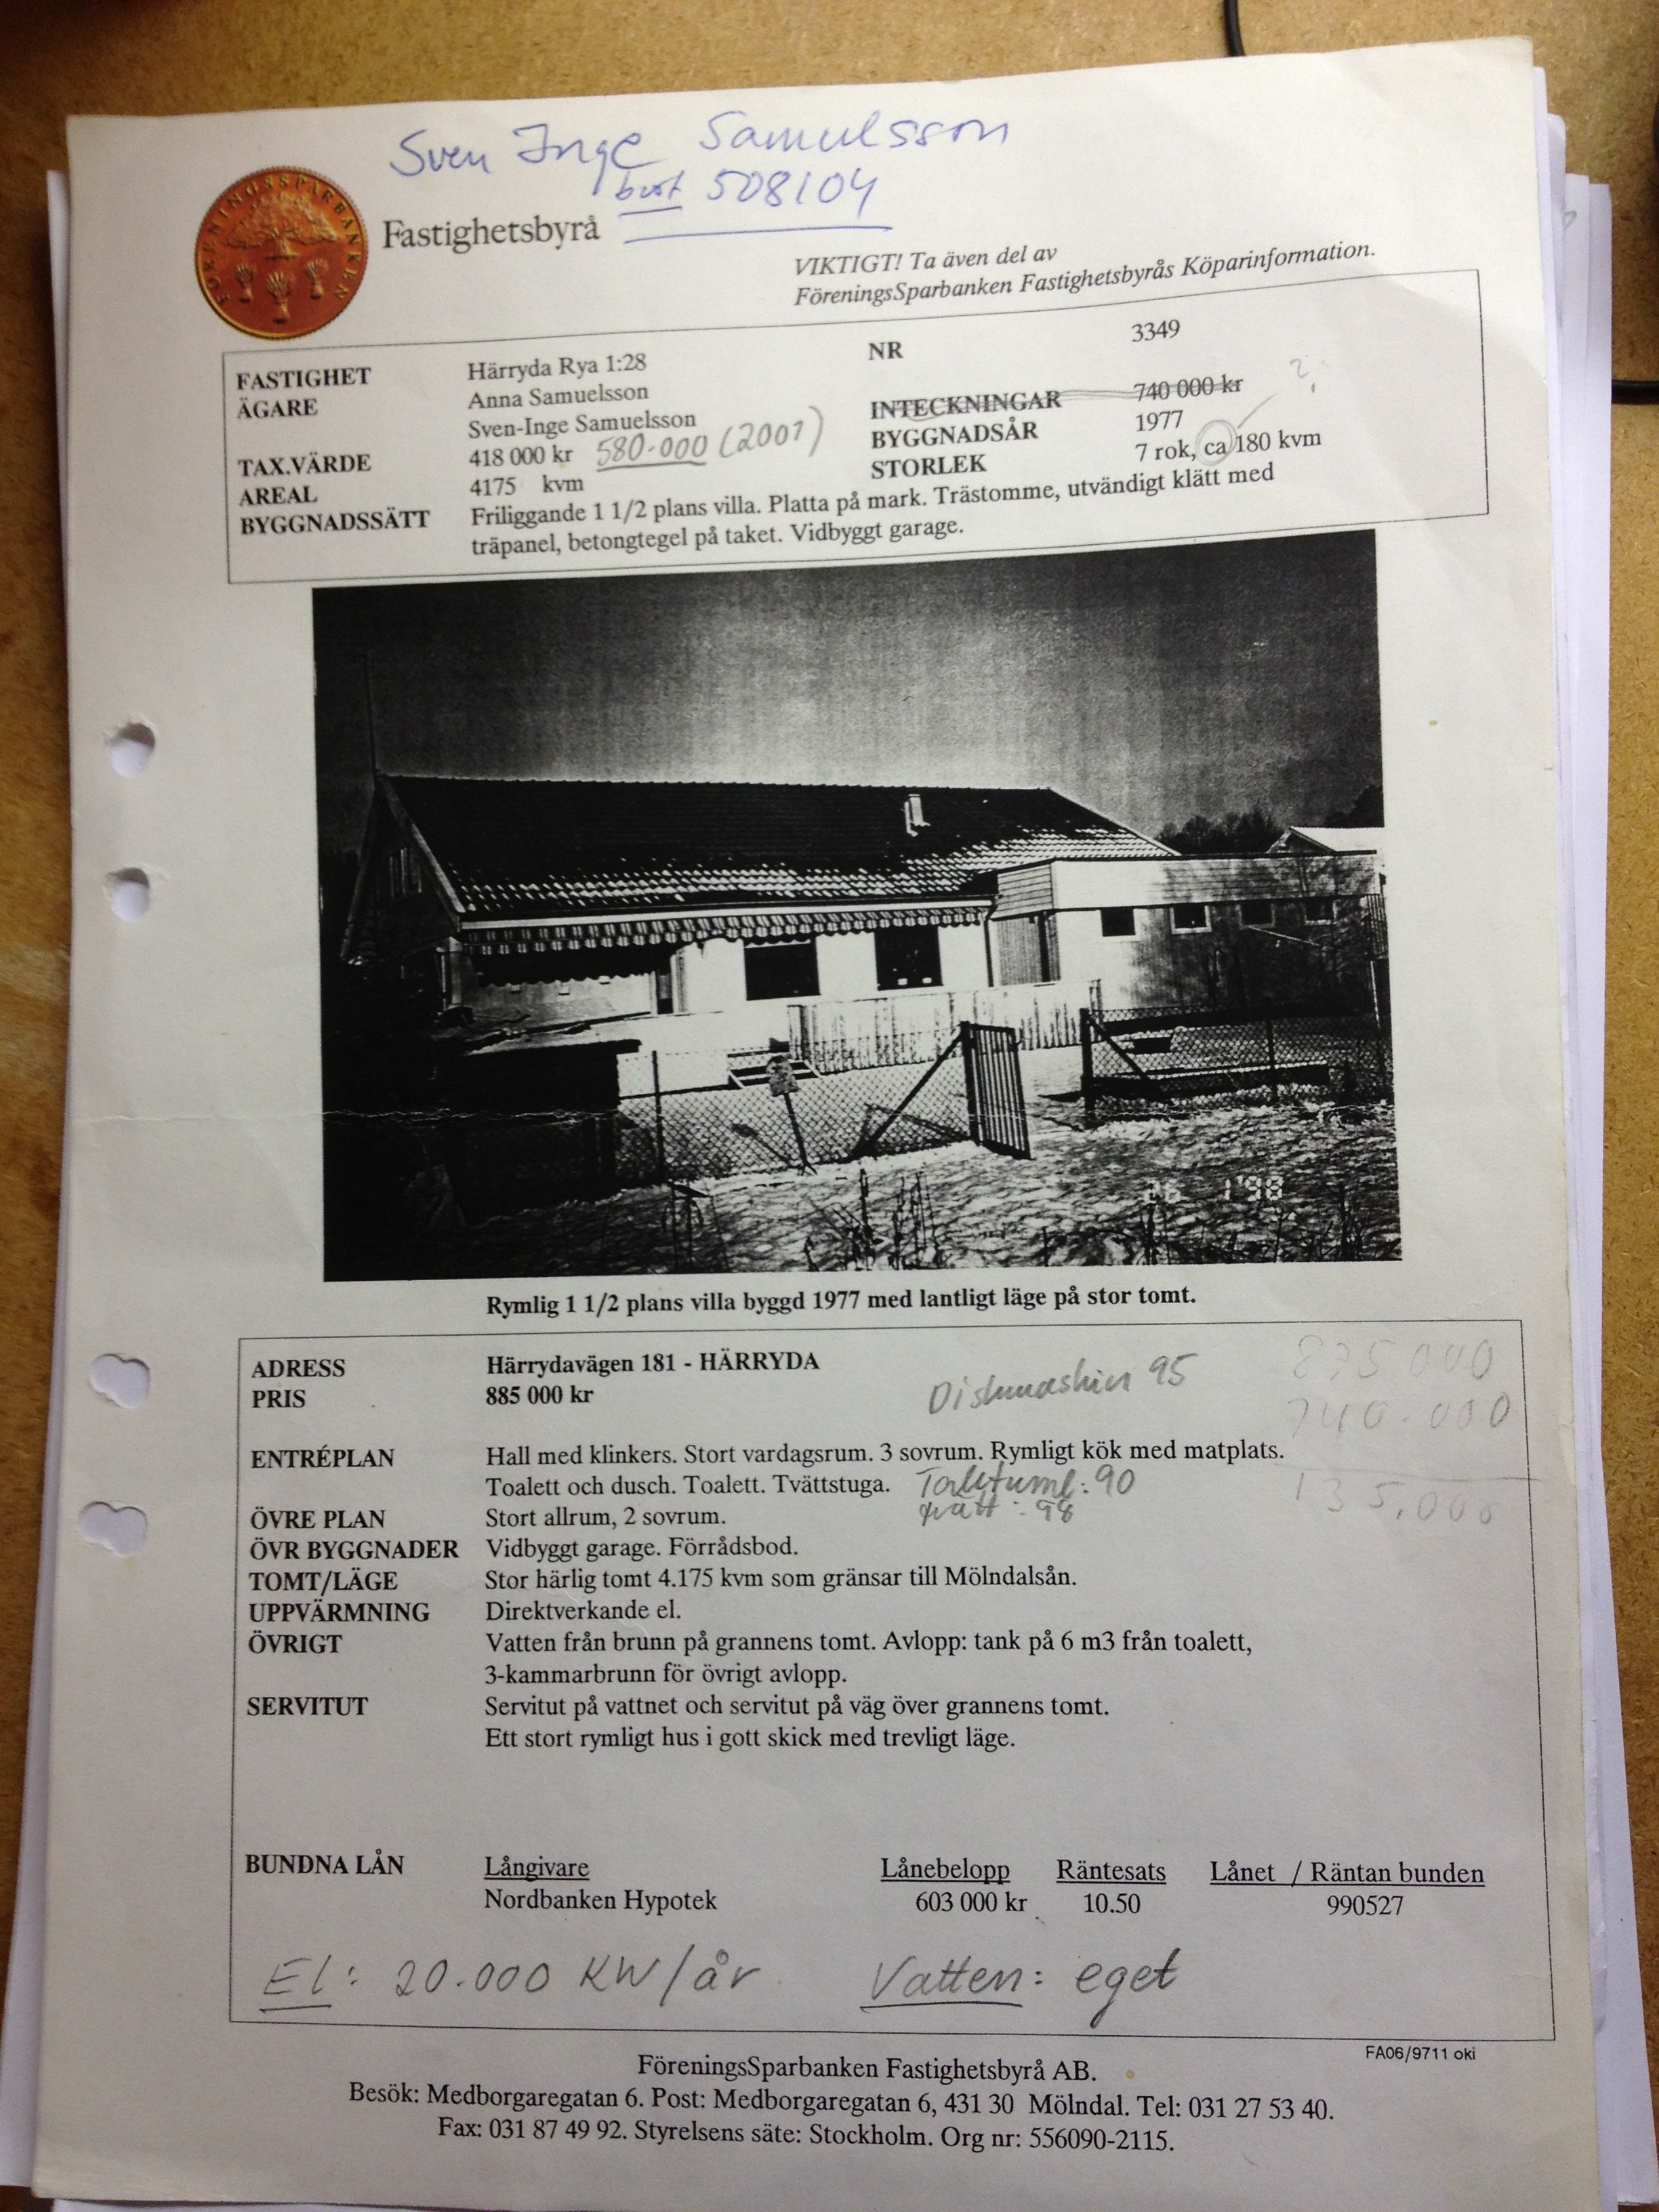 Sven Inge Samuelsson
bost 508104
FÖRENINGSSPARBANKEN
Fastighetsbyrå
VIKTIGT! Ta även del av
FöreningsSparbanken Fastighetsbyrås Köparinformation.
FASTIGHET Härryda Rya 1:28 NR 3349
ÄGARE Anna Samuelsson INTECKNINGAR 740 000 kr ?
Sven-Inge Samuelsson BYGGNADSÅR 1977
TAX.VÄRDE 418 000 kr 580.000 (2001) STORLEK 7 rok, ca 180 kvm
AREAL 4175 kvm
BYGGNADSSÄTT Friliggande 1 1/2 plans villa. Platta på mark. Trästomme, utvändigt klätt med
träpanel, betongtegel på taket. Vidbyggt garage.
1'98
Rymlig 1 1/2 plans villa byggd 1977 med lantligt läge på stor tomt.
ADRESS Härrydavägen 181 - HÄRRYDA 875 000
PRIS 885 000 kr Diskmaskin 95 740.000
ENTRÉPLAN Hall med klinkers. Stort vardagsrum. 3 sovrum. Rymligt kök med matplats.
Toalett och dusch. Toalett. Tvättstuga. Torktuml: 90 135.000
ÖVRE PLAN Stort allrum, 2 sovrum. tvätt: 98
ÖVR BYGGNADER Vidbyggt garage. Förrådsbod.
TOMT/LÄGE Stor härlig tomt 4.175 kvm som gränsar till Mölndalsån.
UPPVÄRMNING Direktverkande el.
ÖVRIGT Vatten från brunn på grannens tomt. Avlopp: tank på 6 m3 från toalett,
3-kammarbrunn för övrigt avlopp.
SERVITUT Servitut på vattnet och servitut på väg över grannens tomt.
Ett stort rymligt hus i gott skick med trevligt läge.
BUNDNA LÅN Långivare Lånebelopp Räntesats Lånet / Räntan bunden
Nordbanken Hypotek 603 000 kr 10.50 990527
El: 20.000 KW/år Vatten: eget
FA06/9711 oki
FöreningsSparbanken Fastighetsbyrå AB.
Besök: Medborgaregatan 6. Post: Medborgaregatan 6, 431 30 Mölndal. Tel: 031 27 53 40.
Fax: 031 87 49 92. Styrelsens säte: Stockholm. Org nr: 556090-2115.